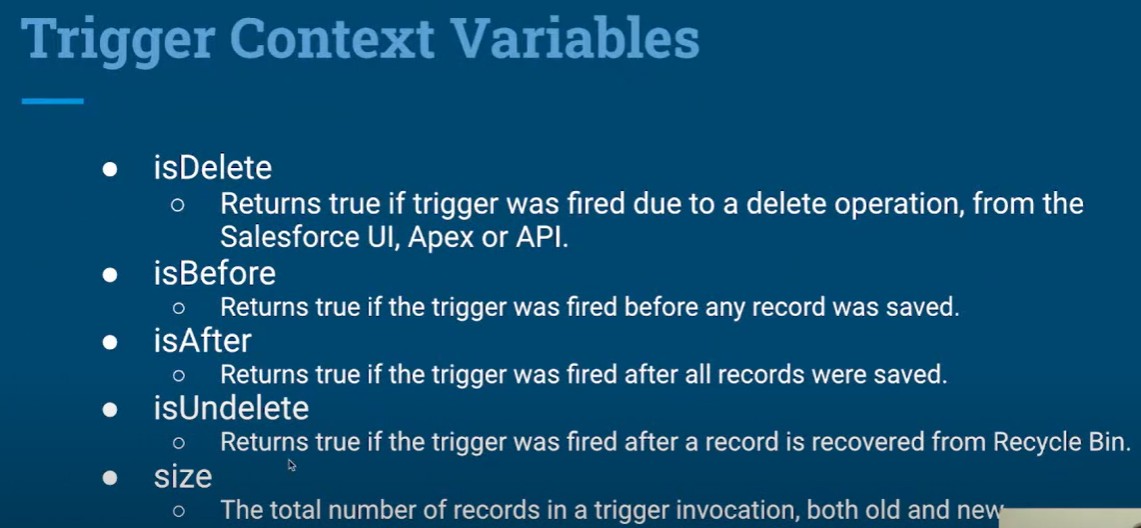 Trigger Context Variables
● isDelete
○ Returns true if trigger was fired due to a delete operation, from the
Salesforce UI, Apex or API.
● isBefore
○ Returns true if the trigger was fired before any record was saved.
● isAfter
○ Returns true if the trigger was fired after all records were saved.
● isUndelete
○ Returns true if the trigger was fired after a record is recovered from Recycle Bin.
● size
○ The total number of records in a trigger invocation, both old and new